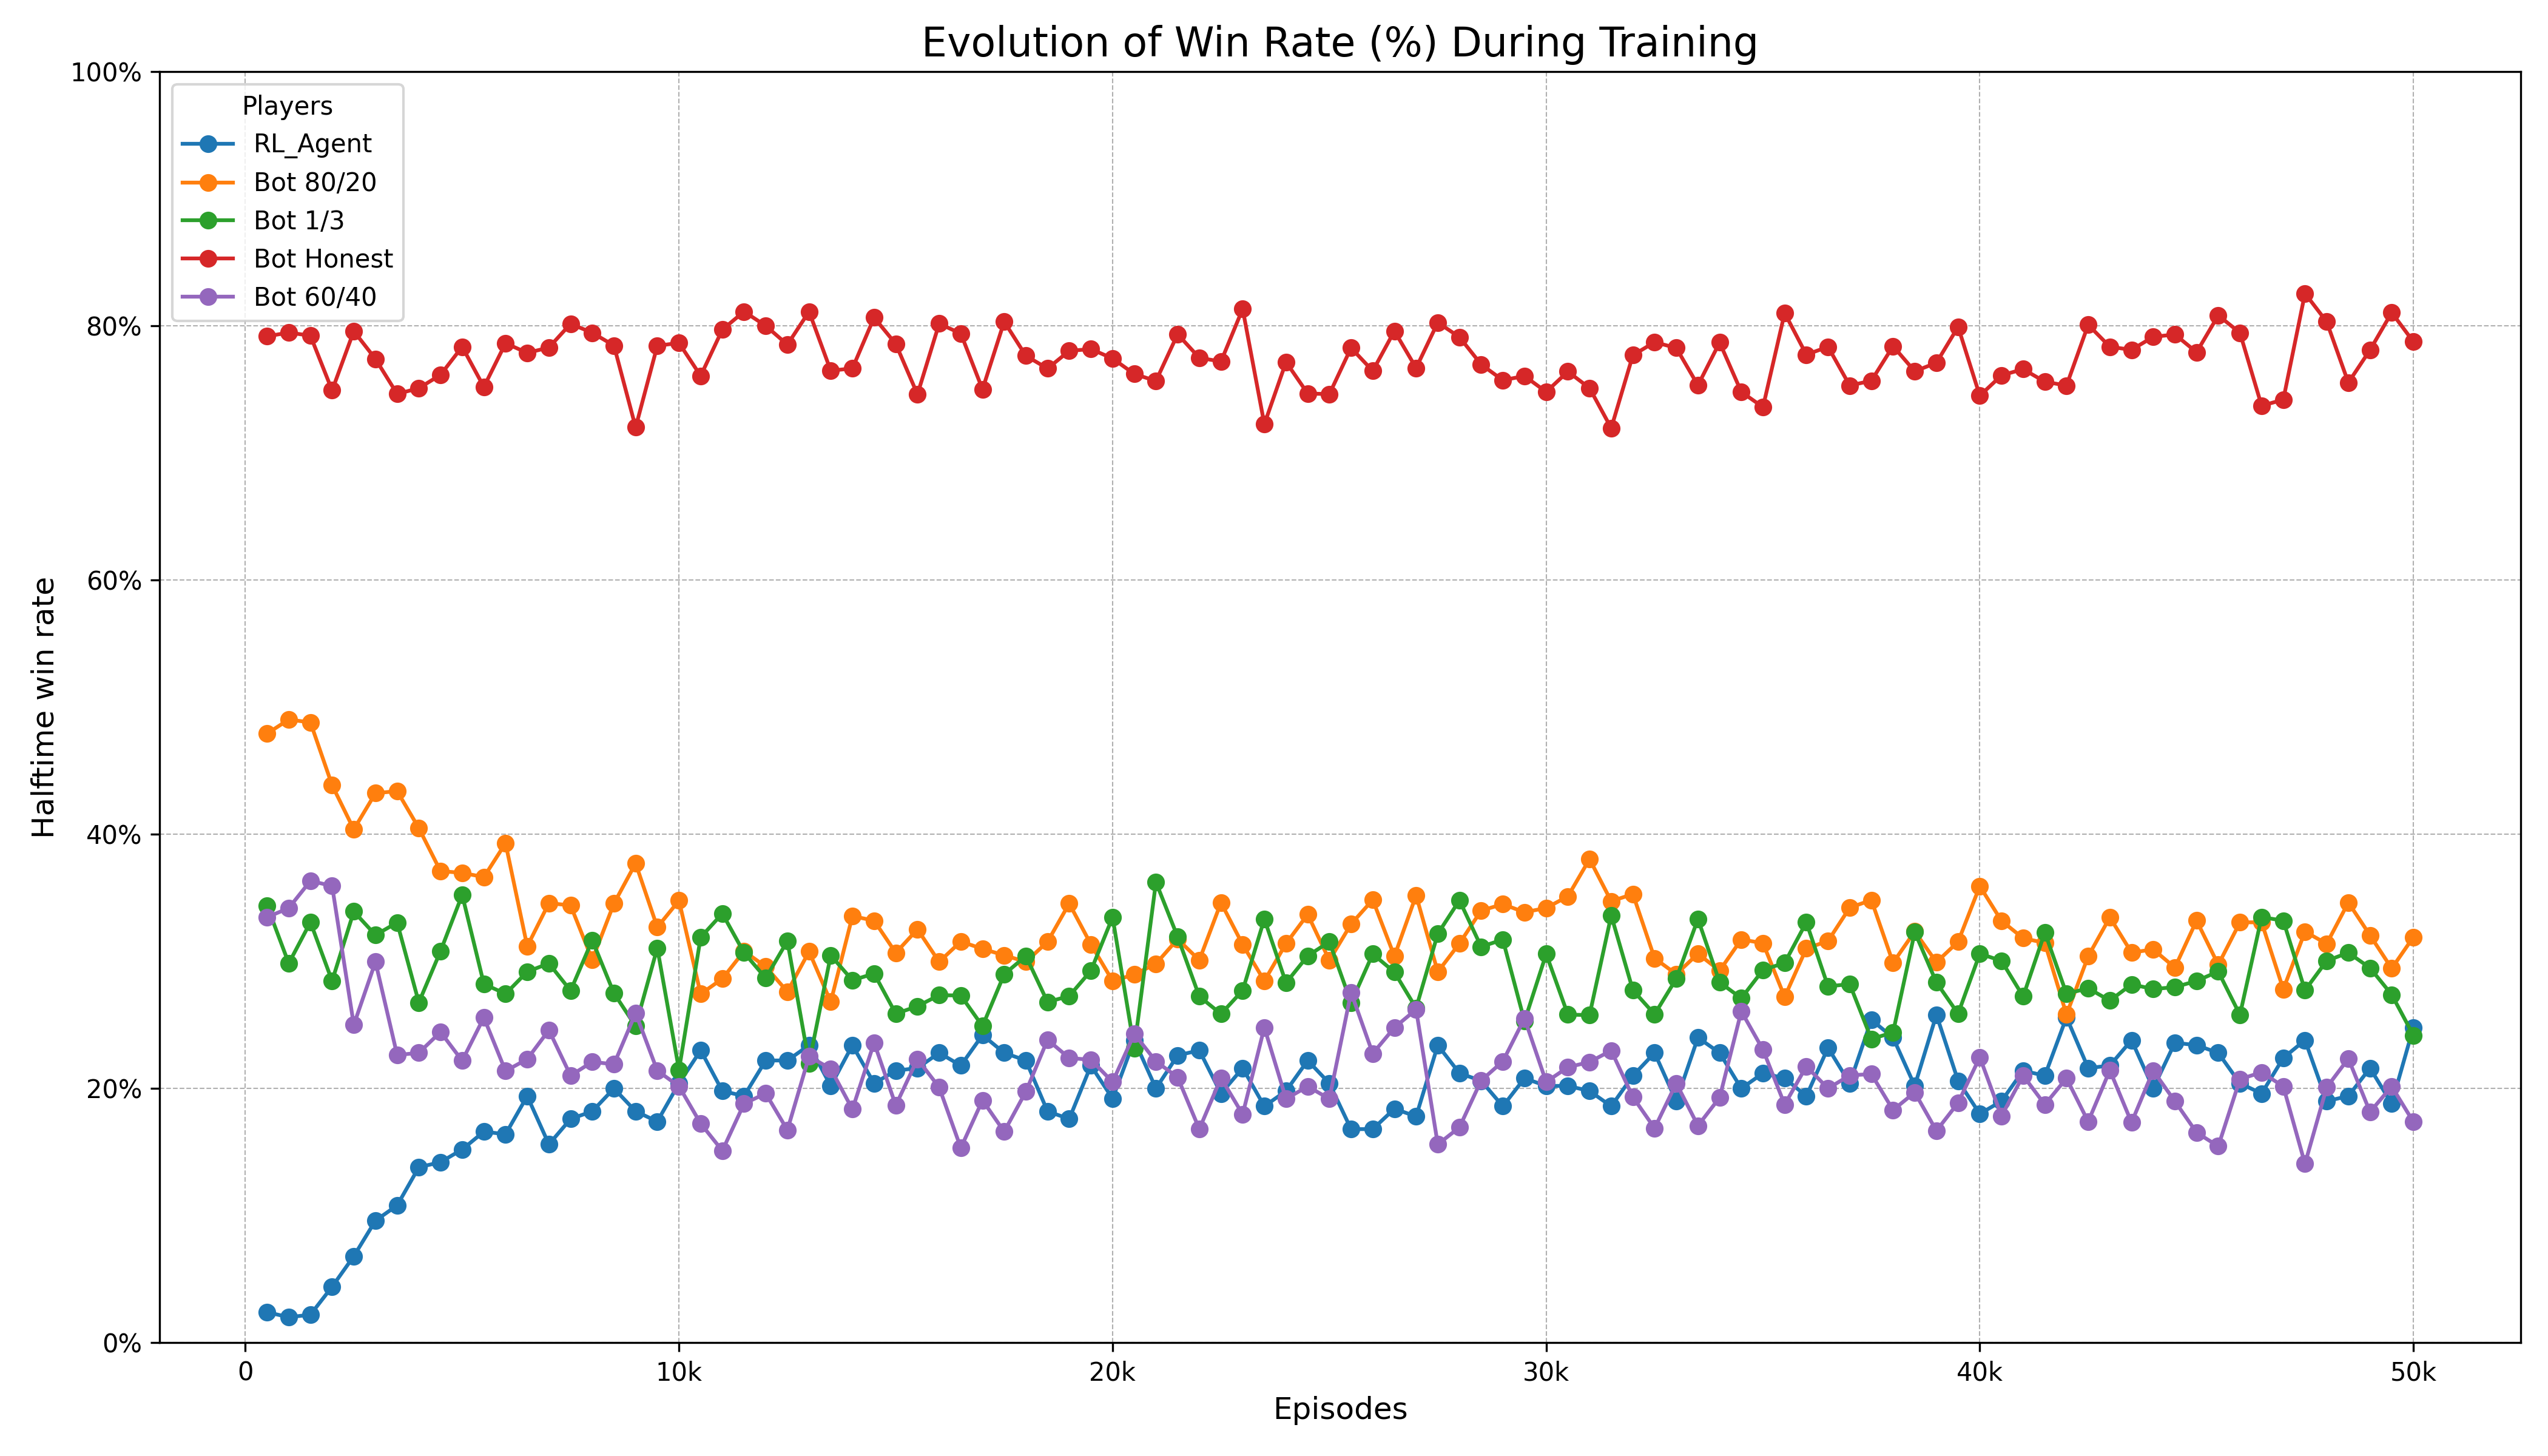 Evolution of Win Rate (%) During Training
100%
80%
60%
40%
20%
0%
Halftime win rate
Players
RL_Agent
Bot 80/20
Bot 1/3
Bot Honest
Bot 60/40
0
10k
20k
30k
40k
50k
Episodes